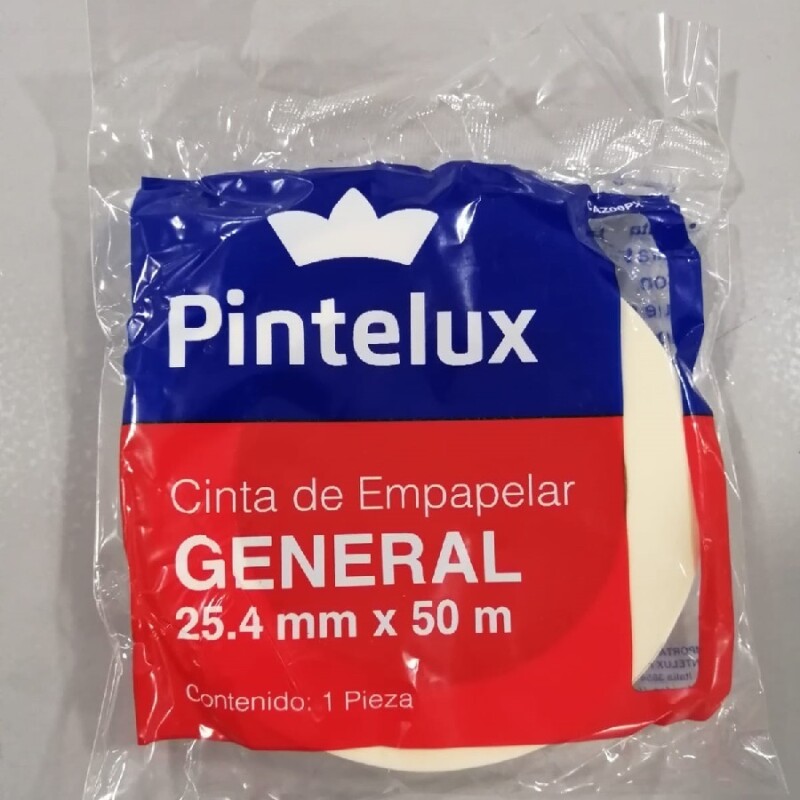 Pintelux
Cinta de Empapelar
GENERAL
25.4 mm x 50 m
Contenido: 1 Pieza